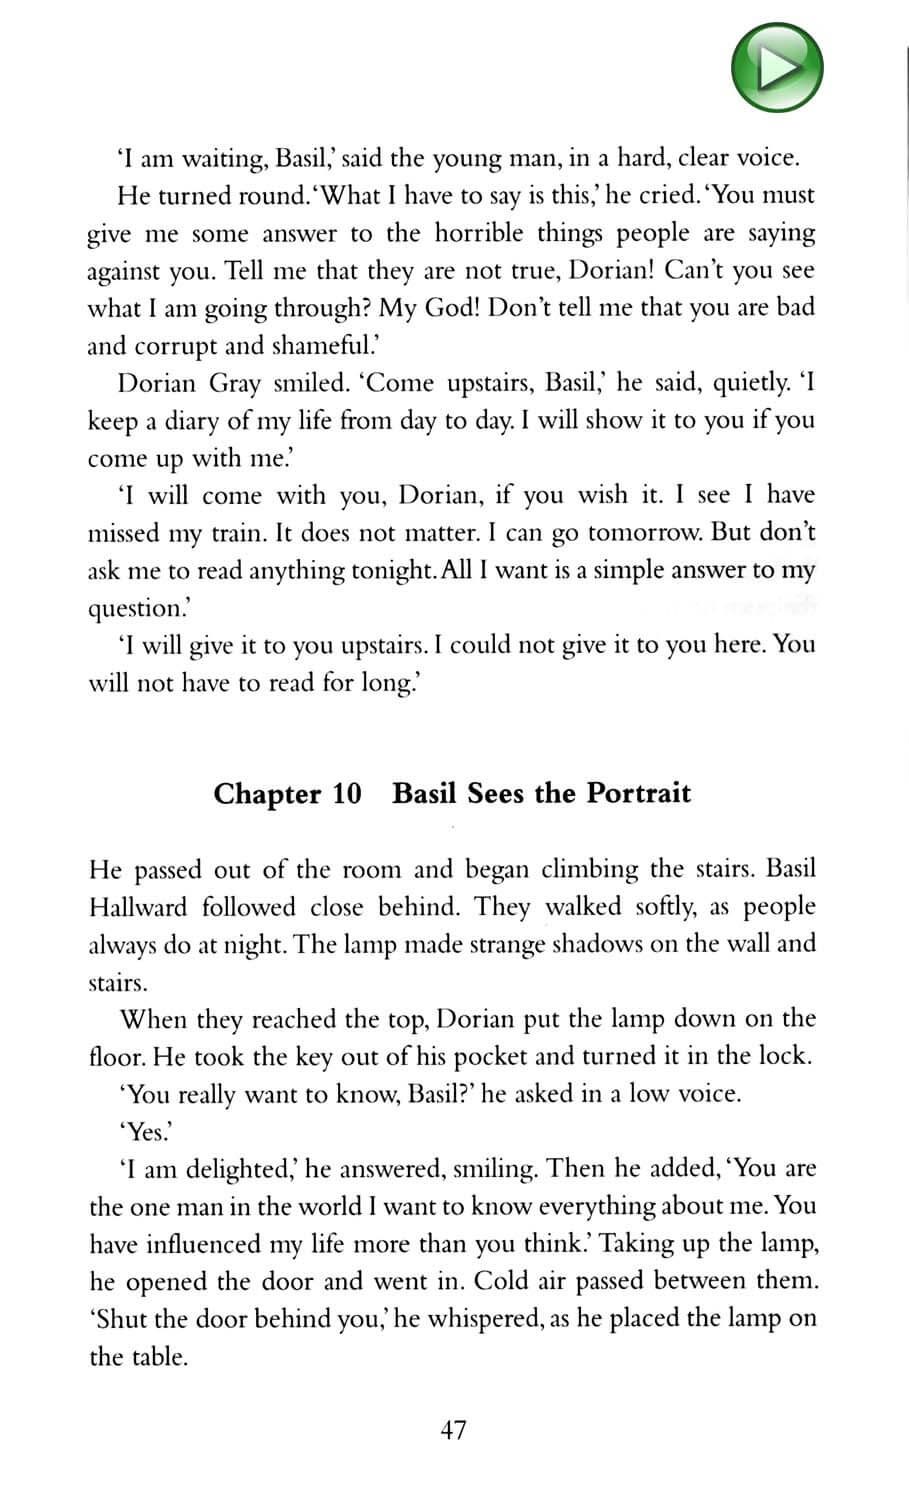 ‘I am waiting, Basil,’ said the young man, in a hard, clear voice.
He turned round. ‘What I have to say is this,’ he cried. ‘You must
give me some answer to the horrible things people are saying
against you. Tell me that they are not true, Dorian! Can’t you see
what I am going through? My God! Don’t tell me that you are bad
and corrupt and shameful.’
Dorian Gray smiled. ‘Come upstairs, Basil,’ he said, quietly. ‘I
keep a diary of my life from day to day. I will show it to you if you
come up with me.’
‘I will come with you, Dorian, if you wish it. I see I have
missed my train. It does not matter. I can go tomorrow. But don’t
ask me to read anything tonight. All I want is a simple answer to my
question.’
‘I will give it to you upstairs. I could not give it to you here. You
will not have to read for long.’
Chapter 10 Basil Sees the Portrait
He passed out of the room and began climbing the stairs. Basil
Hallward followed close behind. They walked softly, as people
always do at night. The lamp made strange shadows on the wall and
stairs.
When they reached the top, Dorian put the lamp down on the
floor. He took the key out of his pocket and turned it in the lock.
‘You really want to know, Basil?’ he asked in a low voice.
‘Yes.’
‘I am delighted,’ he answered, smiling. Then he added, ‘You are
the one man in the world I want to know everything about me. You
have influenced my life more than you think.’ Taking up the lamp,
he opened the door and went in. Cold air passed between them.
‘Shut the door behind you,’ he whispered, as he placed the lamp on
the table.
47